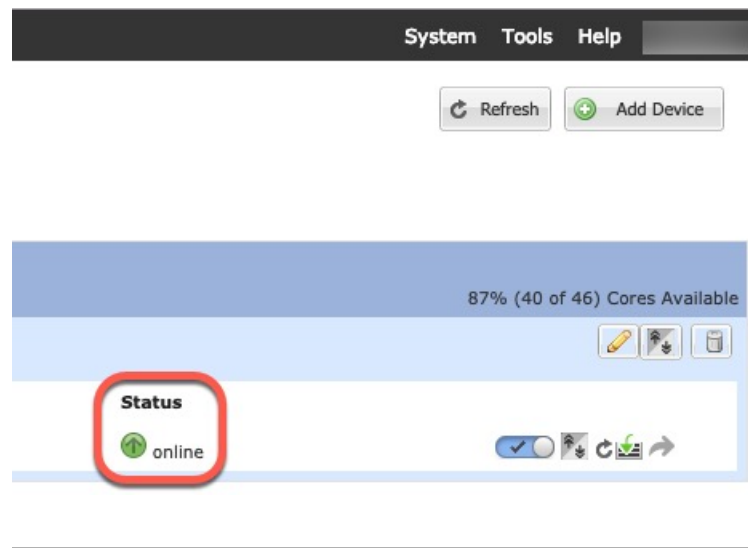 System Tools Help
Refresh Add Device
87% (40 of 46) Cores Available
Status
online